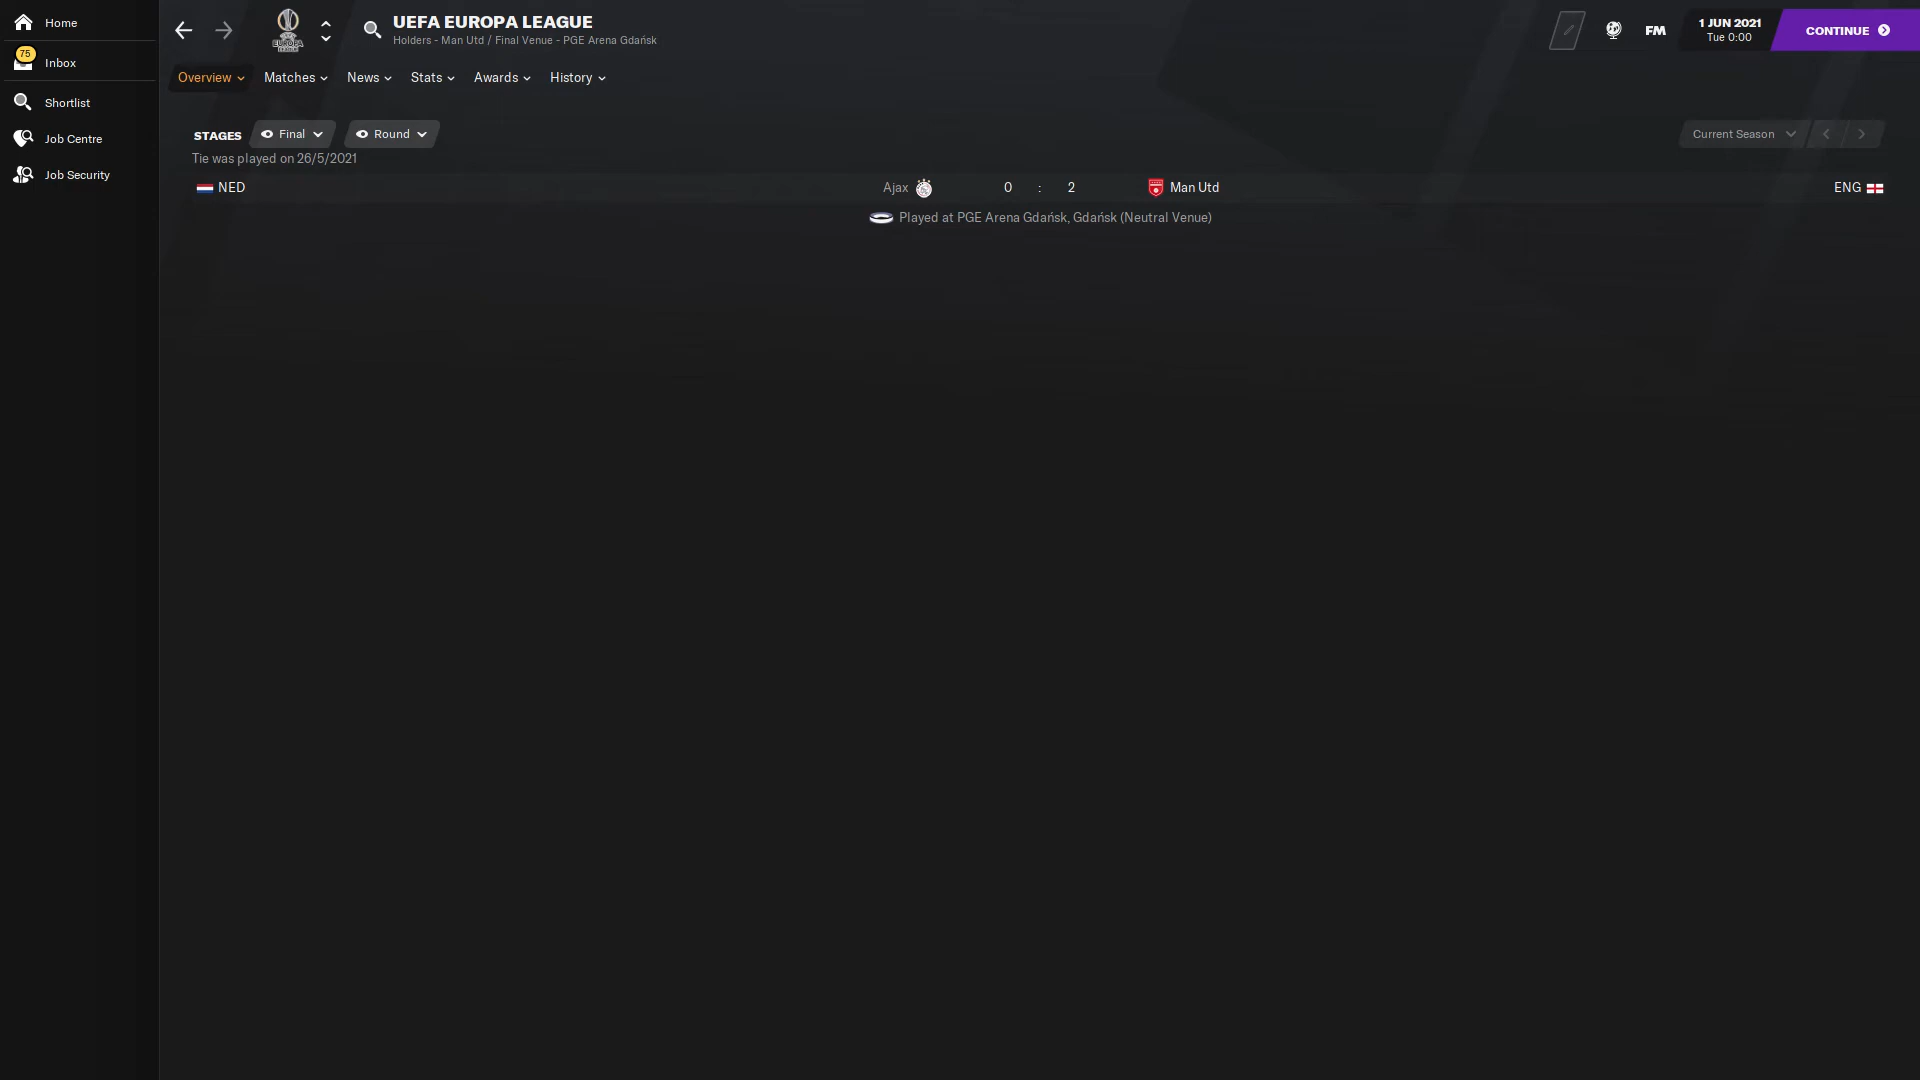 Home
75
Inbox
Shortlist
Job Centre
Job Security
UEFA EUROPA LEAGUE
Holders - Man Utd / Final Venue - PGE Arena Gdańsk
FM
1 JUN 2021
Tue 0:00
CONTINUE
Overview
Matches
News
Stats
Awards
History
STAGES
Final
Round
Current Season
Tie was played on 26/5/2021
NED
Ajax
0 : 2
Man Utd
ENG
Played at PGE Arena Gdańsk, Gdańsk (Neutral Venue)